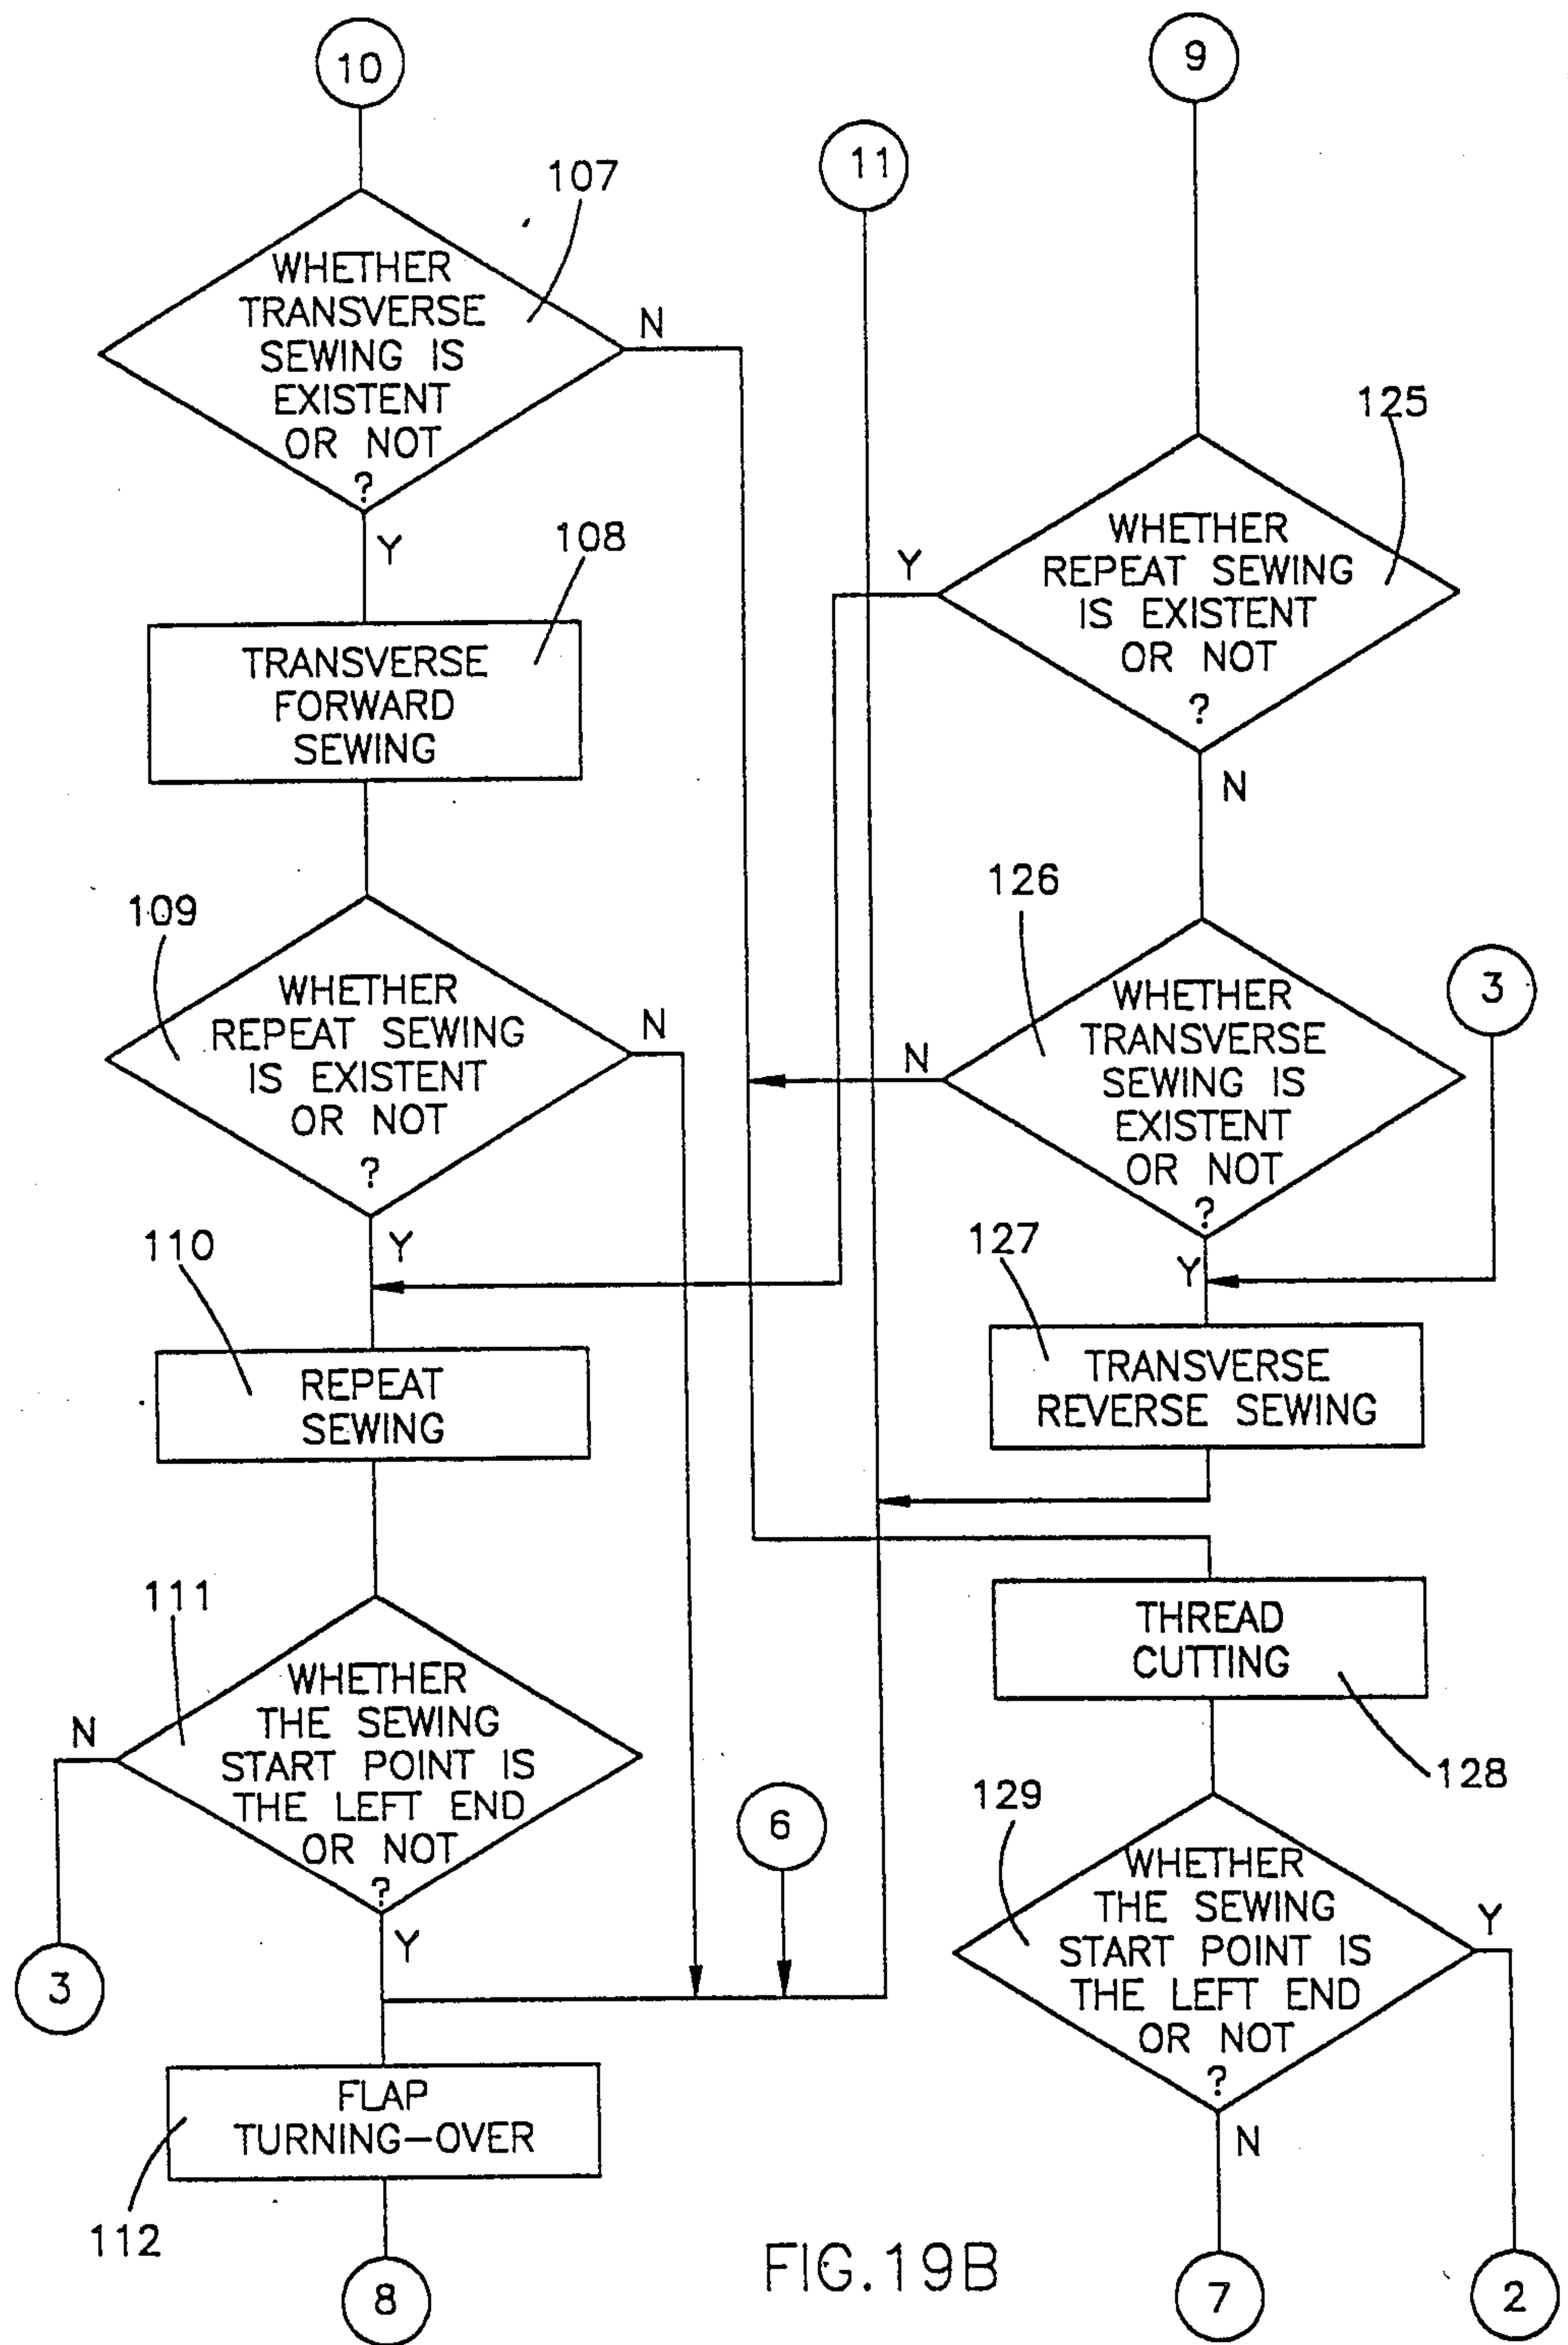 10
107
WHETHER
TRANSVERSE
SEWING IS
EXISTENT
OR NOT
?
N
Y
108
TRANSVERSE
FORWARD
SEWING
109
WHETHER
REPEAT SEWING
IS EXISTENT
OR NOT
?
N
Y
110
REPEAT
SEWING
111
WHETHER
THE SEWING
START POINT IS
THE LEFT END
OR NOT
?
N
Y
3
6
FLAP
TURNING-OVER
112
8
11
9
125
WHETHER
REPEAT SEWING
IS EXISTENT
OR NOT
?
Y
N
126
WHETHER
TRANSVERSE
SEWING IS
EXISTENT
OR NOT
?
N
Y
3
127
TRANSVERSE
REVERSE SEWING
THREAD
CUTTING
128
129
WHETHER
THE SEWING
START POINT IS
THE LEFT END
OR NOT
?
Y
N
7
2
FIG.19B